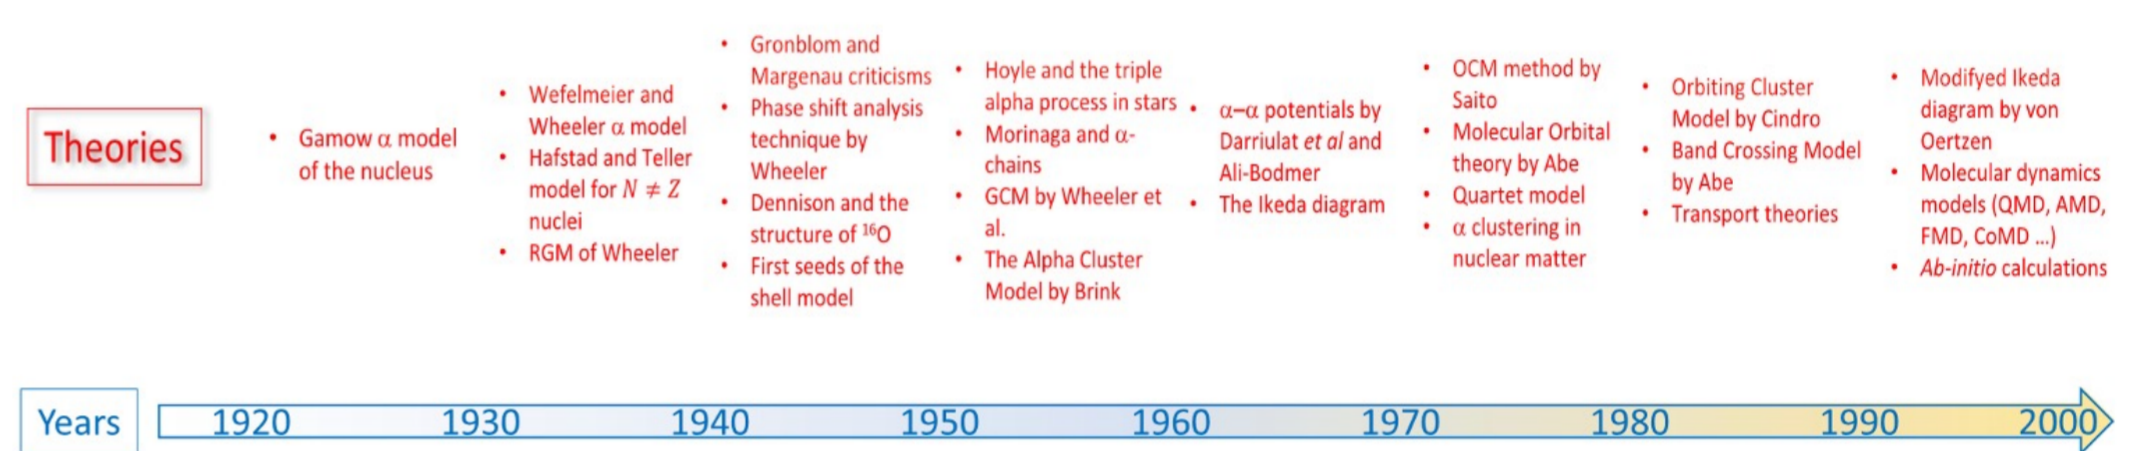 Theories
• Gamow α model
of the nucleus
• Wefelmeier and
Wheeler α model
• Hafstad and Teller
model for N ≠ Z
nuclei
• RGM of Wheeler
• Gronblom and
Margenau criticisms
• Phase shift analysis
technique by
Wheeler
• Dennison and the
structure of ¹⁶O
• First seeds of the
shell model
• Hoyle and the triple
alpha process in stars
• Morinaga and α-
chains
• GCM by Wheeler et
al.
• The Alpha Cluster
Model by Brink
• α–α potentials by
Darriulat et al and
Ali-Bodmer
• The Ikeda diagram
• OCM method by
Saito
• Molecular Orbital
theory by Abe
• Quartet model
• α clustering in
nuclear matter
• Orbiting Cluster
Model by Cindro
• Band Crossing Model
by Abe
• Transport theories
• Modifyed Ikeda
diagram by von
Oertzen
• Molecular dynamics
models (QMD, AMD,
FMD, CoMD ...)
• Ab-initio calculations
Years 1920 1930 1940 1950 1960 1970 1980 1990 2000